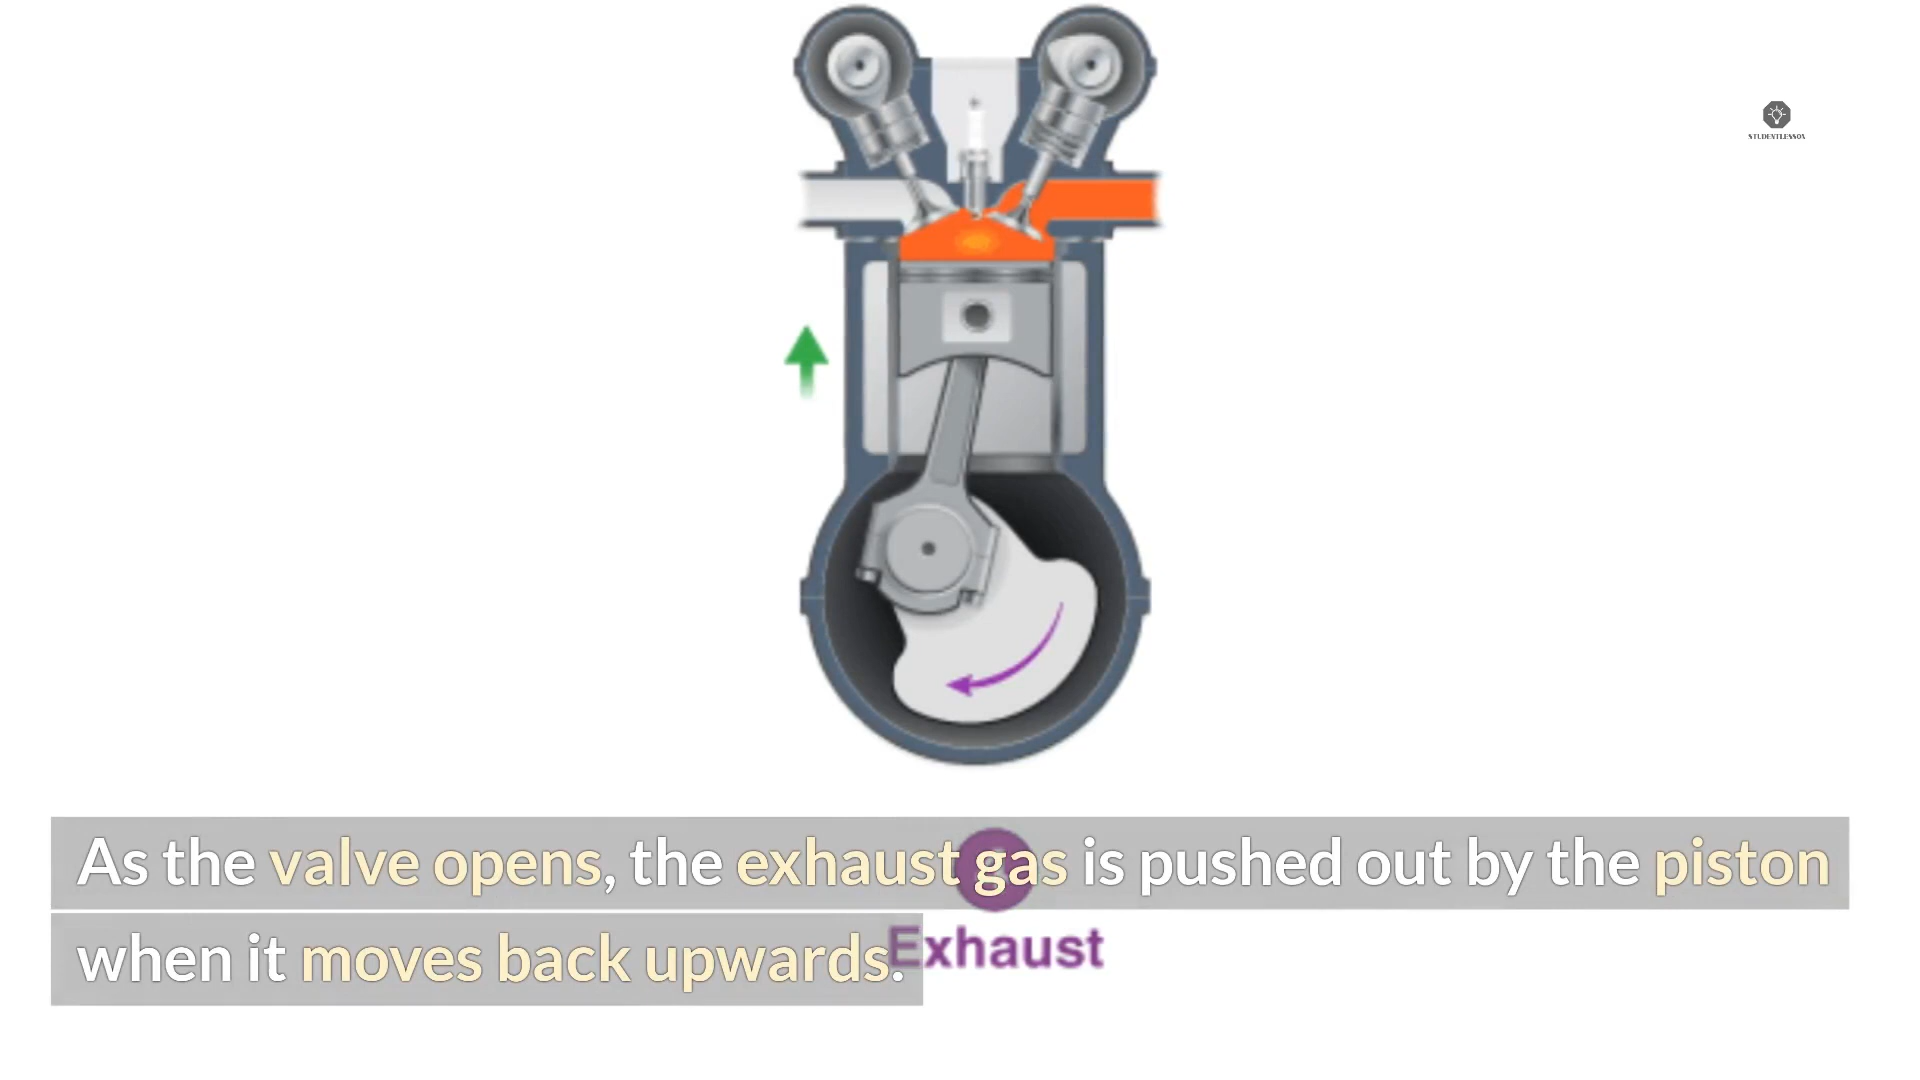 STUDENTLESSON
As the valve opens, the exhaust gas is pushed out by the piston
when it moves back upwards.
Exhaust